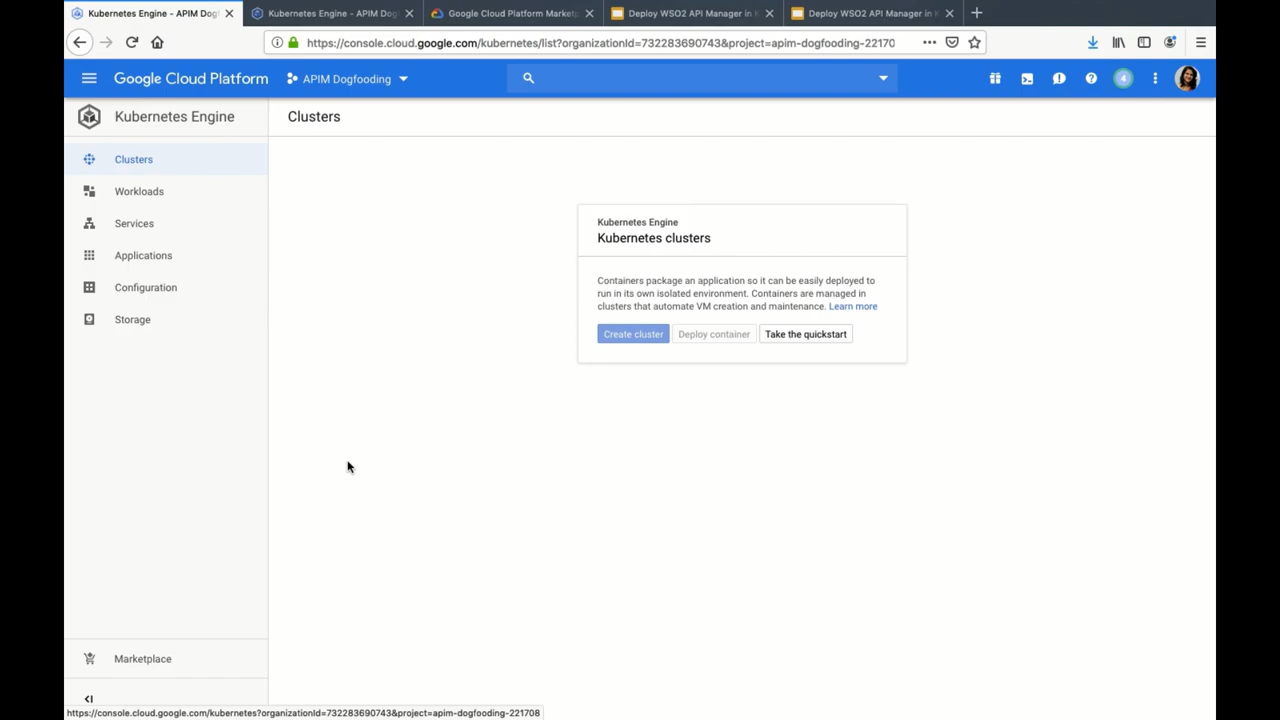 Kubernetes Engine - APIM Dog
Kubernetes Engine - APIM Dog
Google Cloud Platform Market
Deploy WSO2 API Manager in K
Deploy WSO2 API Manager in K
https://console.cloud.google.com/kubernetes/list?organizationId=732283690743&project=apim-dogfooding-22170
Google Cloud Platform
APIM Dogfooding
4
Kubernetes Engine
Clusters
Clusters
Workloads
Services
Applications
Configuration
Storage
Kubernetes Engine
Kubernetes clusters
Containers package an application so it can be easily deployed to
run in its own isolated environment. Containers are managed in
clusters that automate VM creation and maintenance. Learn more
Create cluster
Deploy container
Take the quickstart
Marketplace
https://console.cloud.google.com/kubernetes?organizationId=732283690743&project=apim-dogfooding-221708